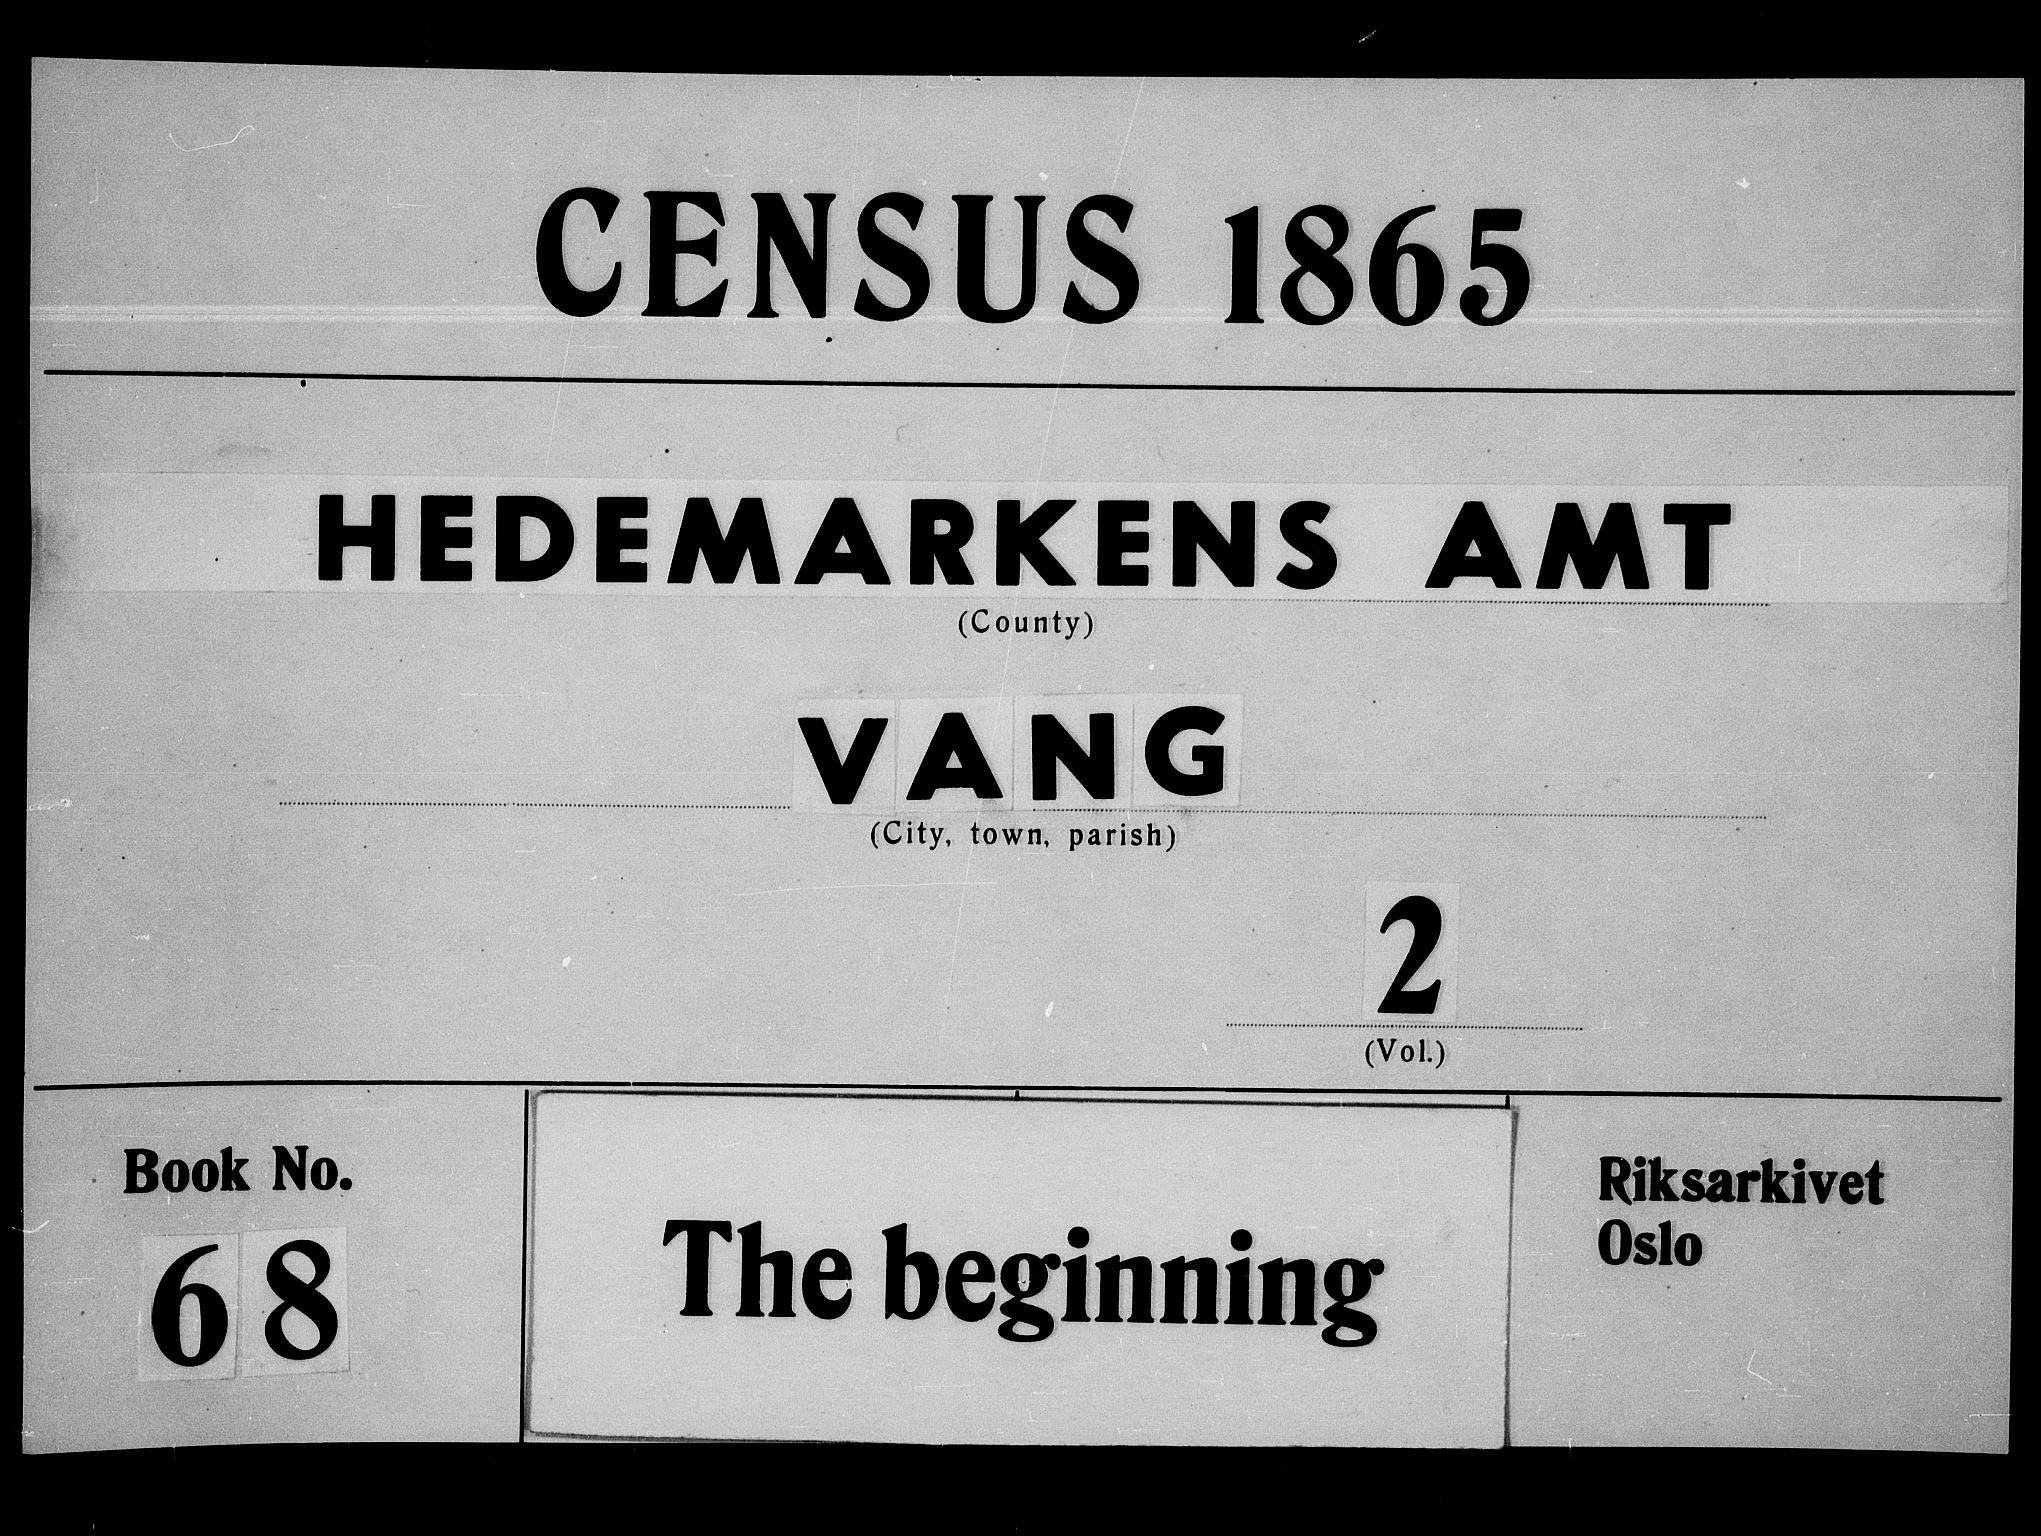 CENSUS 1865
HEDEMARKENS AMT
(County)
VANG
(City, town, parish)
2
(Vol.)
Book No.
68
The beginning
Riksarkivet
Oslo